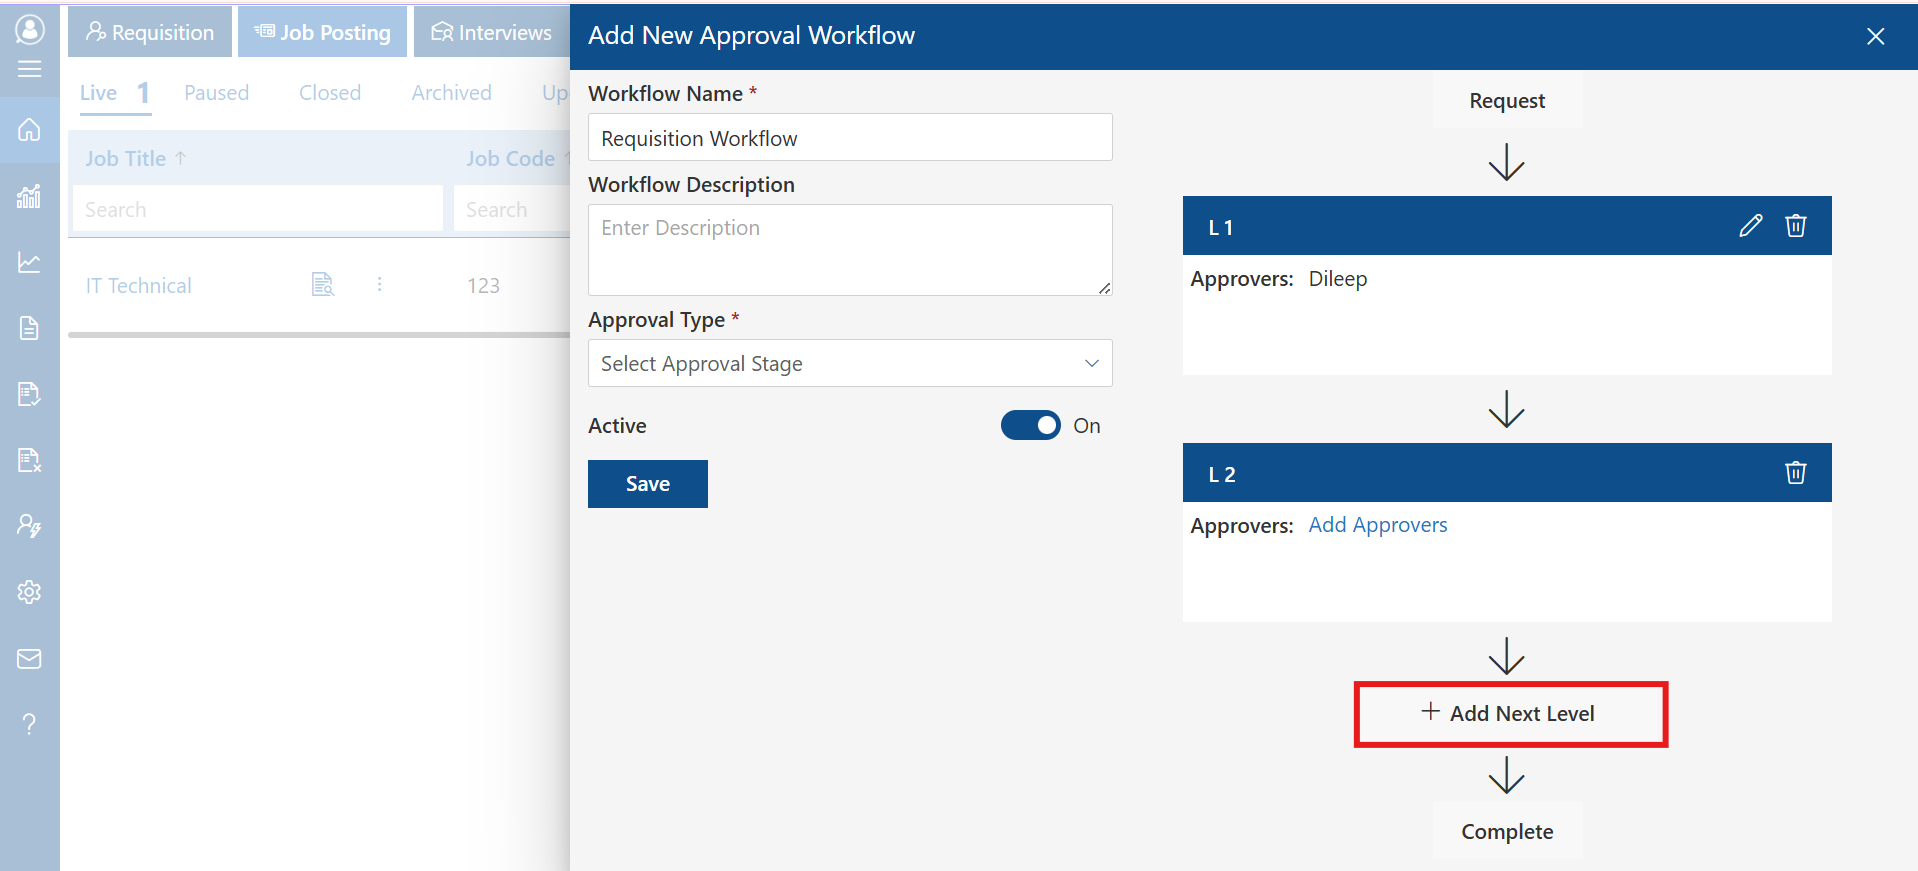 Requisition
Job Posting
Interviews
Live 1
Paused
Closed
Archived
Job Title ↑
Job Code ↑
Search
Search
IT Technical
123
Add New Approval Workflow
Workflow Name *
Requisition Workflow
Workflow Description
Enter Description
Approval Type *
Select Approval Stage
Active
On
Save
Request
L 1
Approvers: Dileep
L 2
Approvers: Add Approvers
+ Add Next Level
Complete